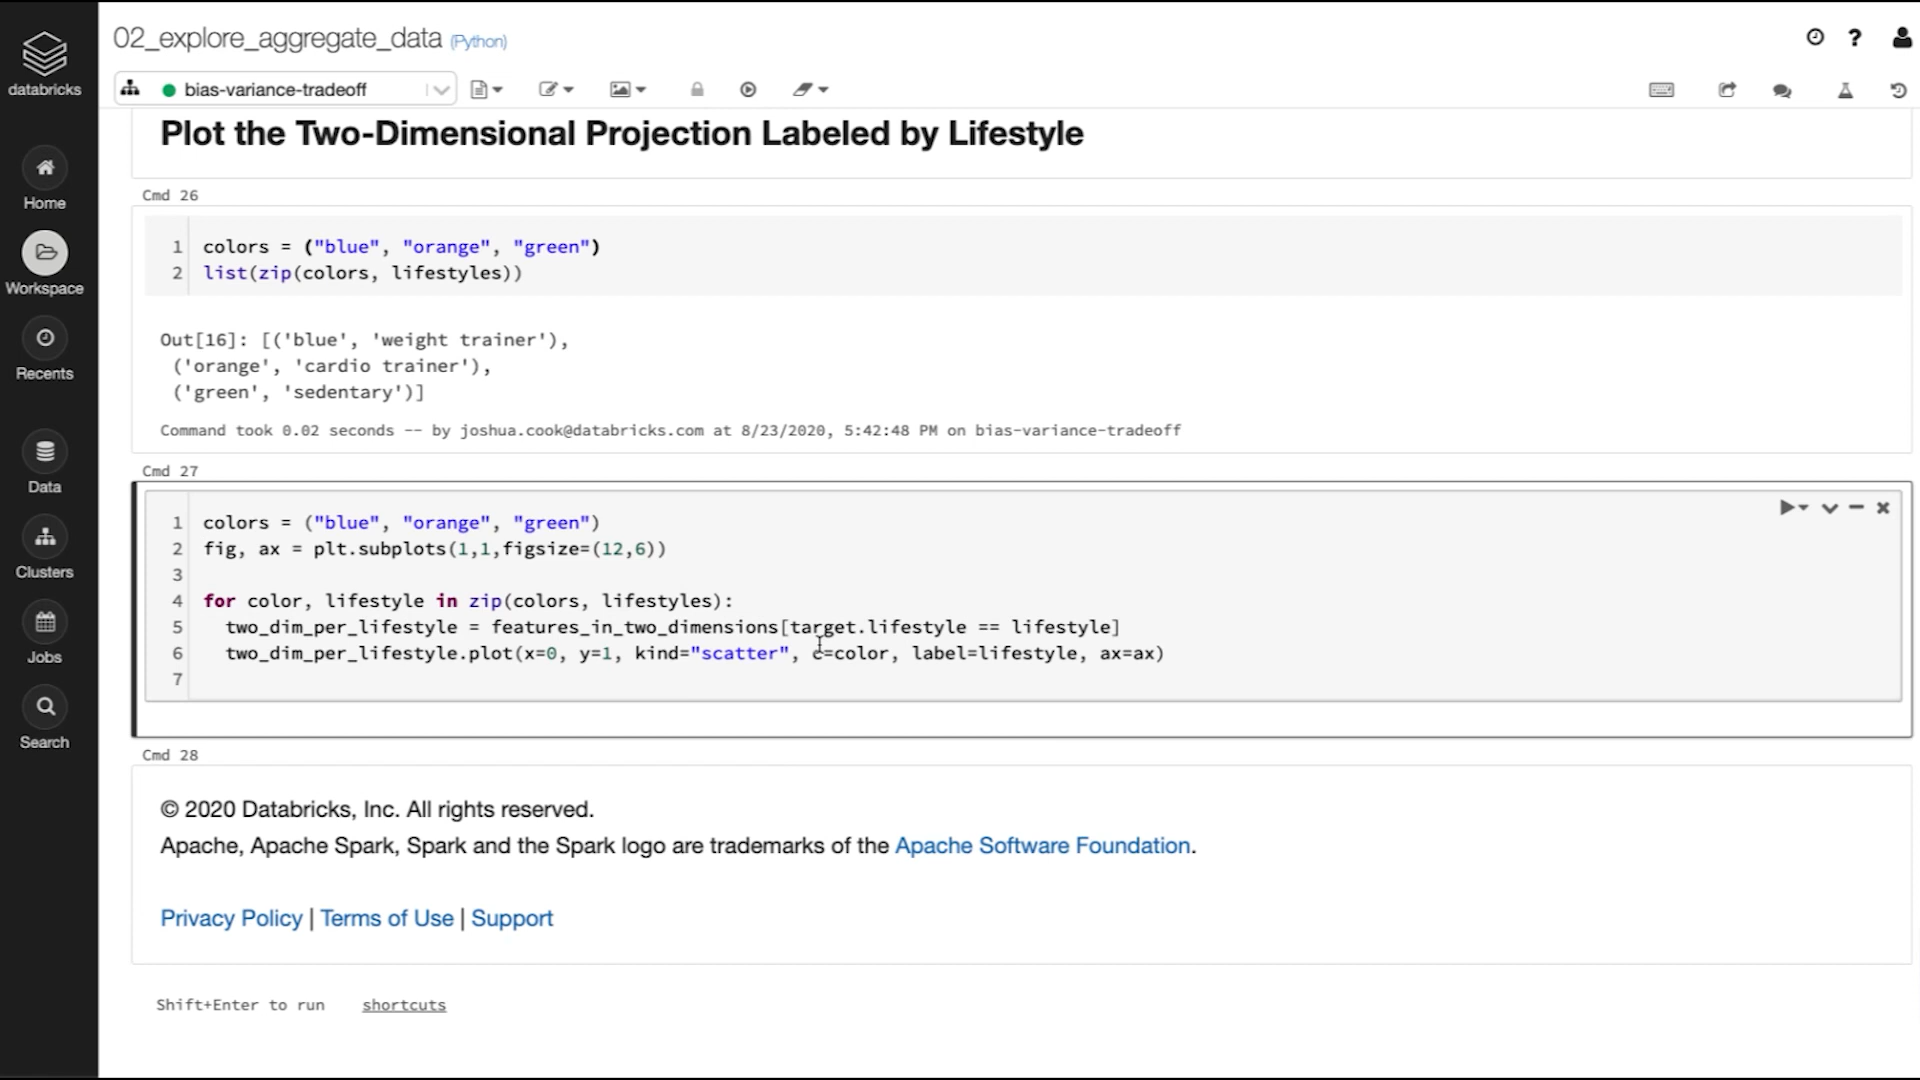 02_explore_aggregate_data (Python)
databricks
bias-variance-tradeoff
Home
Workspace
Recents
Data
Clusters
Jobs
Search
Plot the Two-Dimensional Projection Labeled by Lifestyle
Cmd 26
1 colors = ("blue", "orange", "green")
2 list(zip(colors, lifestyles))
Out[16]: [('blue', 'weight trainer'),
('orange', 'cardio trainer'),
('green', 'sedentary')]
Command took 0.02 seconds -- by joshua.cook@databricks.com at 8/23/2020, 5:42:48 PM on bias-variance-tradeoff
Cmd 27
1 colors = ("blue", "orange", "green")
2 fig, ax = plt.subplots(1,1,figsize=(12,6))
3
4 for color, lifestyle in zip(colors, lifestyles):
5 two_dim_per_lifestyle = features_in_two_dimensions[target.lifestyle == lifestyle]
6 two_dim_per_lifestyle.plot(x=0, y=1, kind="scatter", c=color, label=lifestyle, ax=ax)
7
Cmd 28
© 2020 Databricks, Inc. All rights reserved.
Apache, Apache Spark, Spark and the Spark logo are trademarks of the Apache Software Foundation.
Privacy Policy | Terms of Use | Support
Shift+Enter to run shortcuts